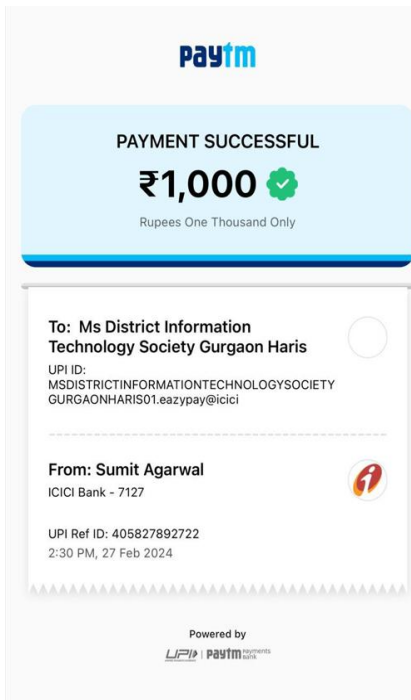 paytm
PAYMENT SUCCESSFUL
₹1,000
Rupees One Thousand Only
To: Ms District Information
Technology Society Gurgaon Haris
UPI ID:
MSDISTRICTINFORMATIONTECHNOLOGYSOCIETY
GURGAONHARIS01.eazypay@icici
From: Sumit Agarwal
ICICI Bank - 7127
UPI Ref ID: 405827892722
2:30 PM, 27 Feb 2024
Powered by
UPI | paytm payments bank